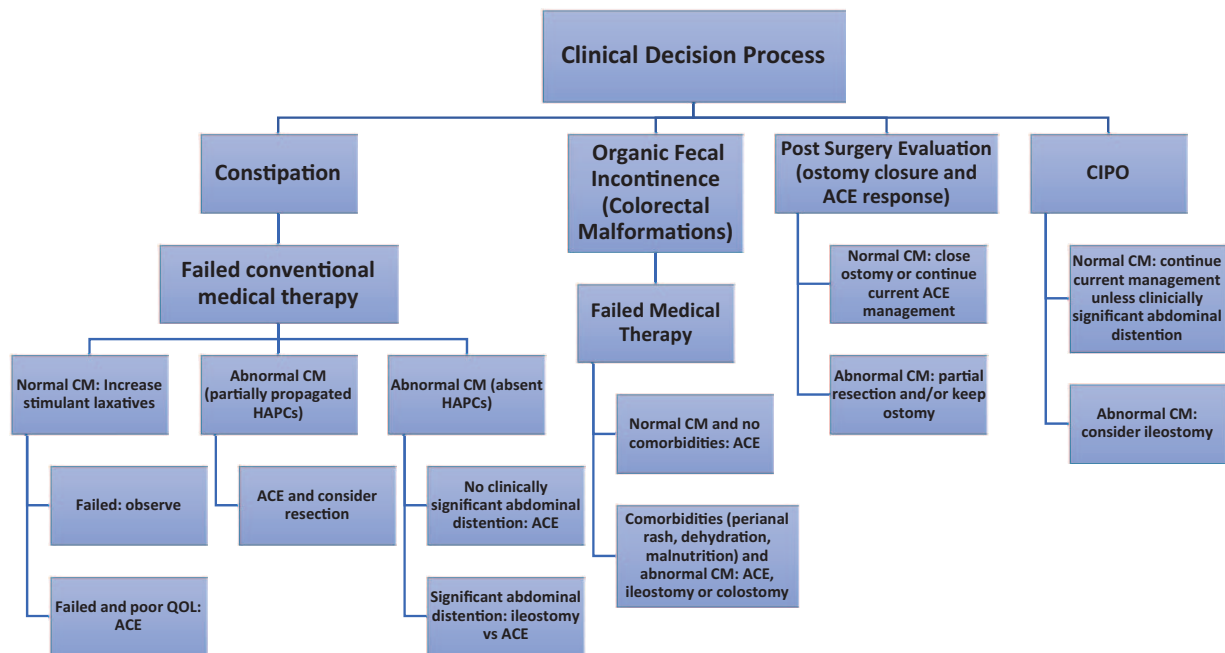 Clinical Decision Process
Constipation
Organic Fecal
Incontinence
(Colorectal
Malformations)
Post Surgery Evaluation
(ostomy closure and
ACE response)
CIPO
Failed conventional
medical therapy
Normal CM: Increase
stimulant laxatives
Failed: observe
Failed and poor QOL:
ACE
Abnormal CM
(partially propagated
HAPCs)
ACE and consider
resection
Abnormal CM (absent
HAPCs)
No clinically
significant abdominal
distention: ACE
Significant abdominal
distention: ileostomy
vs ACE
Failed Medical
Therapy
Normal CM and no
comorbidities: ACE
Comorbidities (perianal
rash, dehydration,
malnutrition) and
abnormal CM: ACE,
ileostomy or colostomy
Normal CM: close
ostomy or continue
current ACE
management
Abnormal CM: partial
resection and/or keep
ostomy
Normal CM: continue
current management
unless clinicially
significant abdominal
distention
Abnormal CM:
consider ileostomy